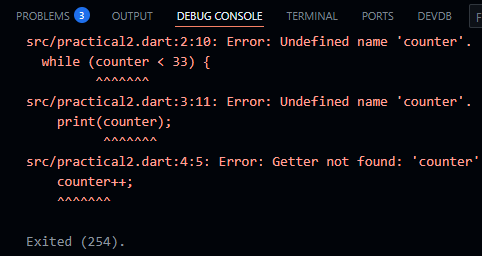 PROBLEMS 3 OUTPUT DEBUG CONSOLE TERMINAL PORTS DEVDB F
src/practical2.dart:2:10: Error: Undefined name 'counter'.
  while (counter < 33) {
         ^^^^^^^
src/practical2.dart:3:11: Error: Undefined name 'counter'.
    print(counter);
          ^^^^^^^
src/practical2.dart:4:5: Error: Getter not found: 'counter'
    counter++;
    ^^^^^^^
Exited (254).